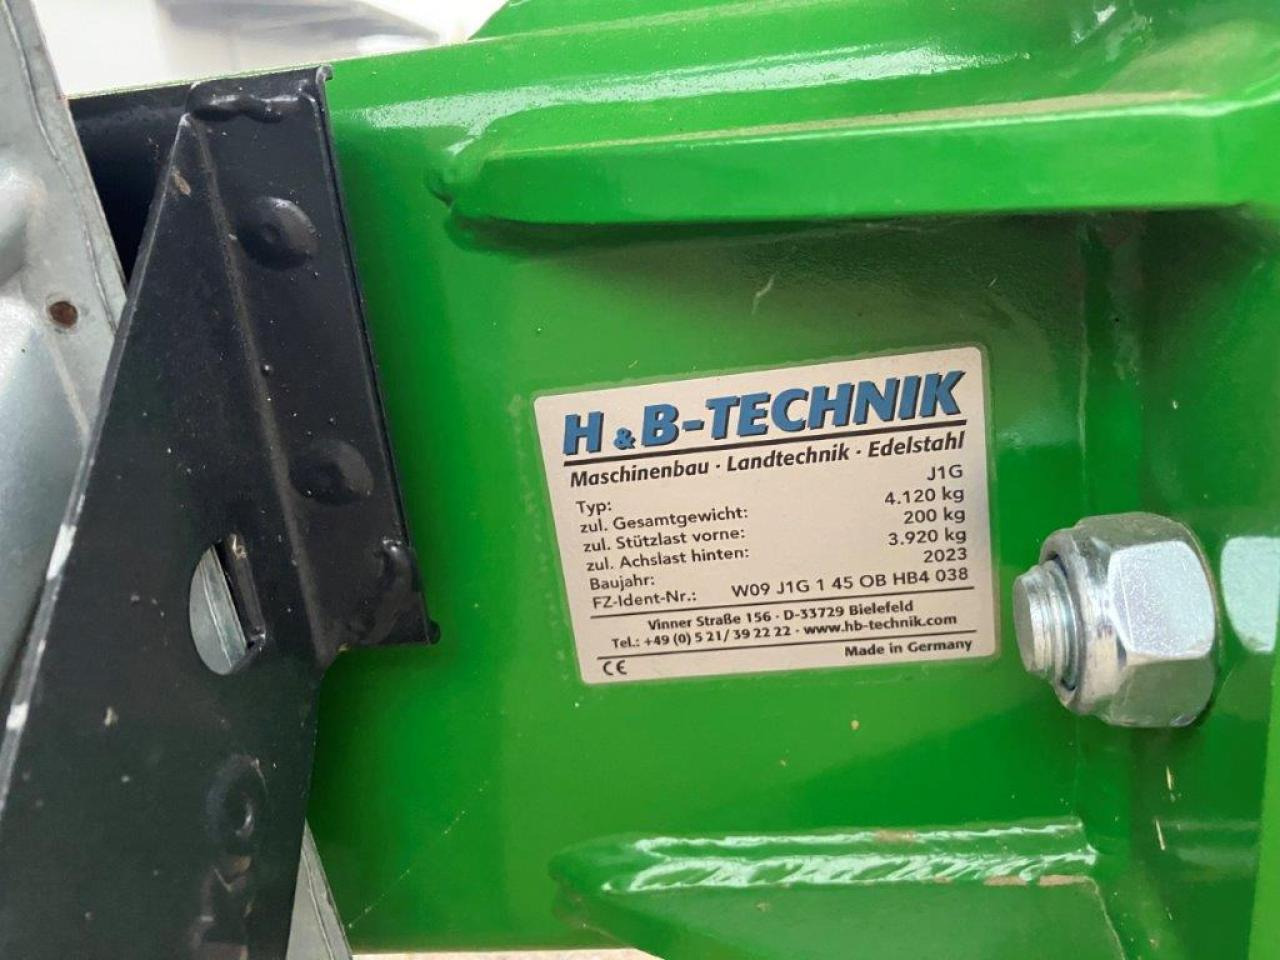 H & B-TECHNIK
Maschinenbau · Landtechnik · Edelstahl
Typ: J1G
zul. Gesamtgewicht: 4.120 kg
zul. Stützlast vorne: 200 kg
zul. Achslast hinten: 3.920 kg
Baujahr: 2023
FZ-Ident-Nr.: W09 J1G 1 45 OB HB4 038
Vinner Straße 156 · D-33729 Bielefeld
Tel.: +49 (0) 5 21/ 39 22 22 · www.hb-technik.com
Made in Germany
CE